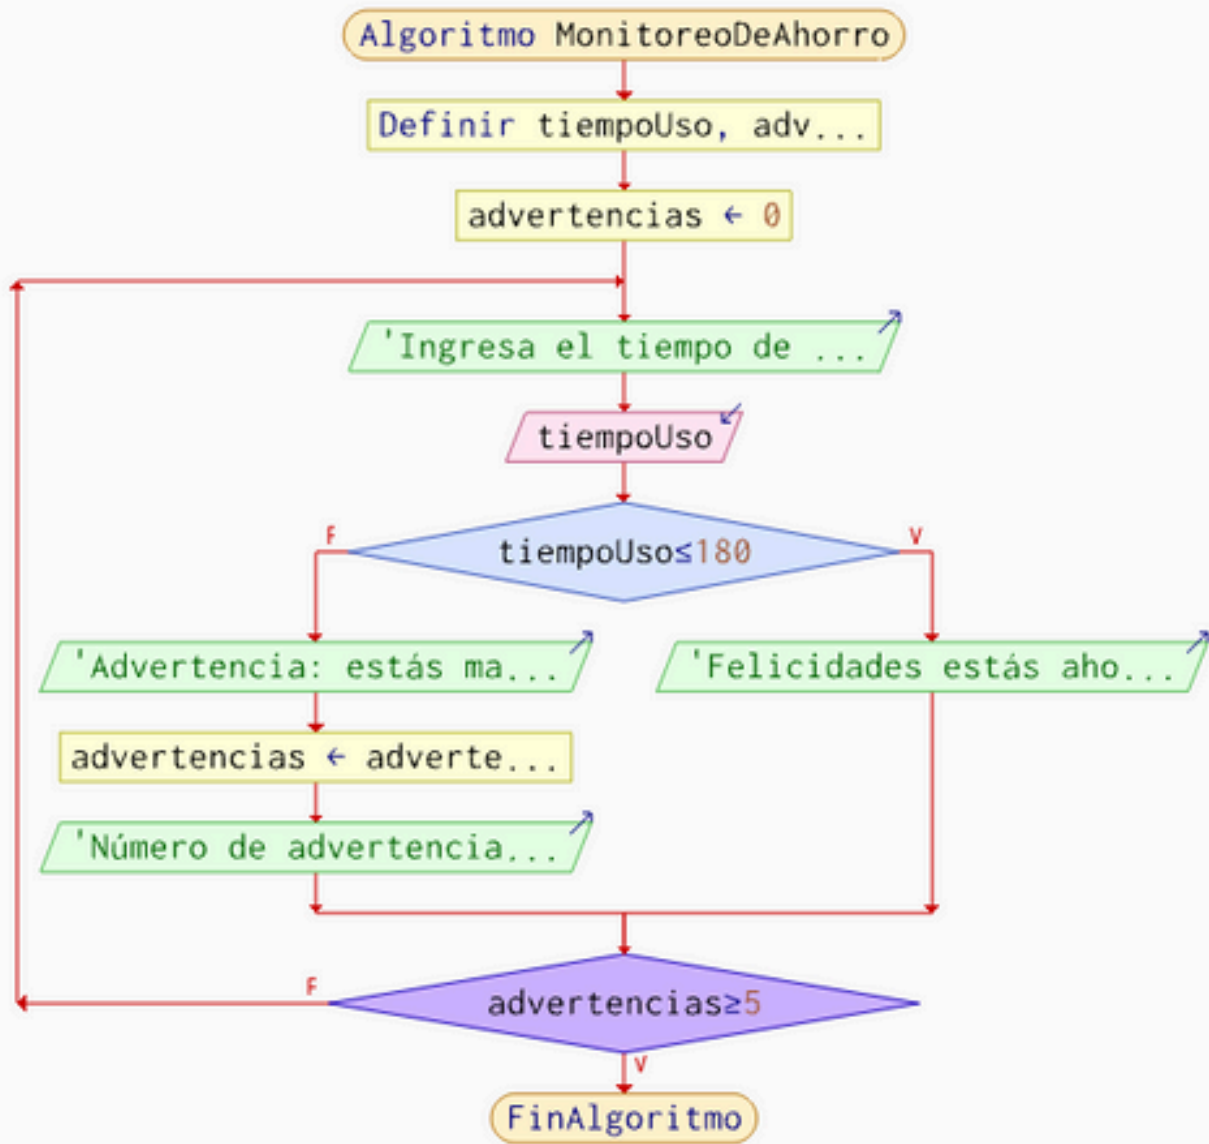 Algoritmo MonitoreoDeAhorro
Definir tiempoUso, adv...
advertencias ← 0
'Ingresa el tiempo de ...
tiempoUso
tiempoUso≤180
F
V
'Advertencia: estás ma...
'Felicidades estás aho...
advertencias ← adverte...
'Número de advertencia...
advertencias≥5
F
V
FinAlgoritmo